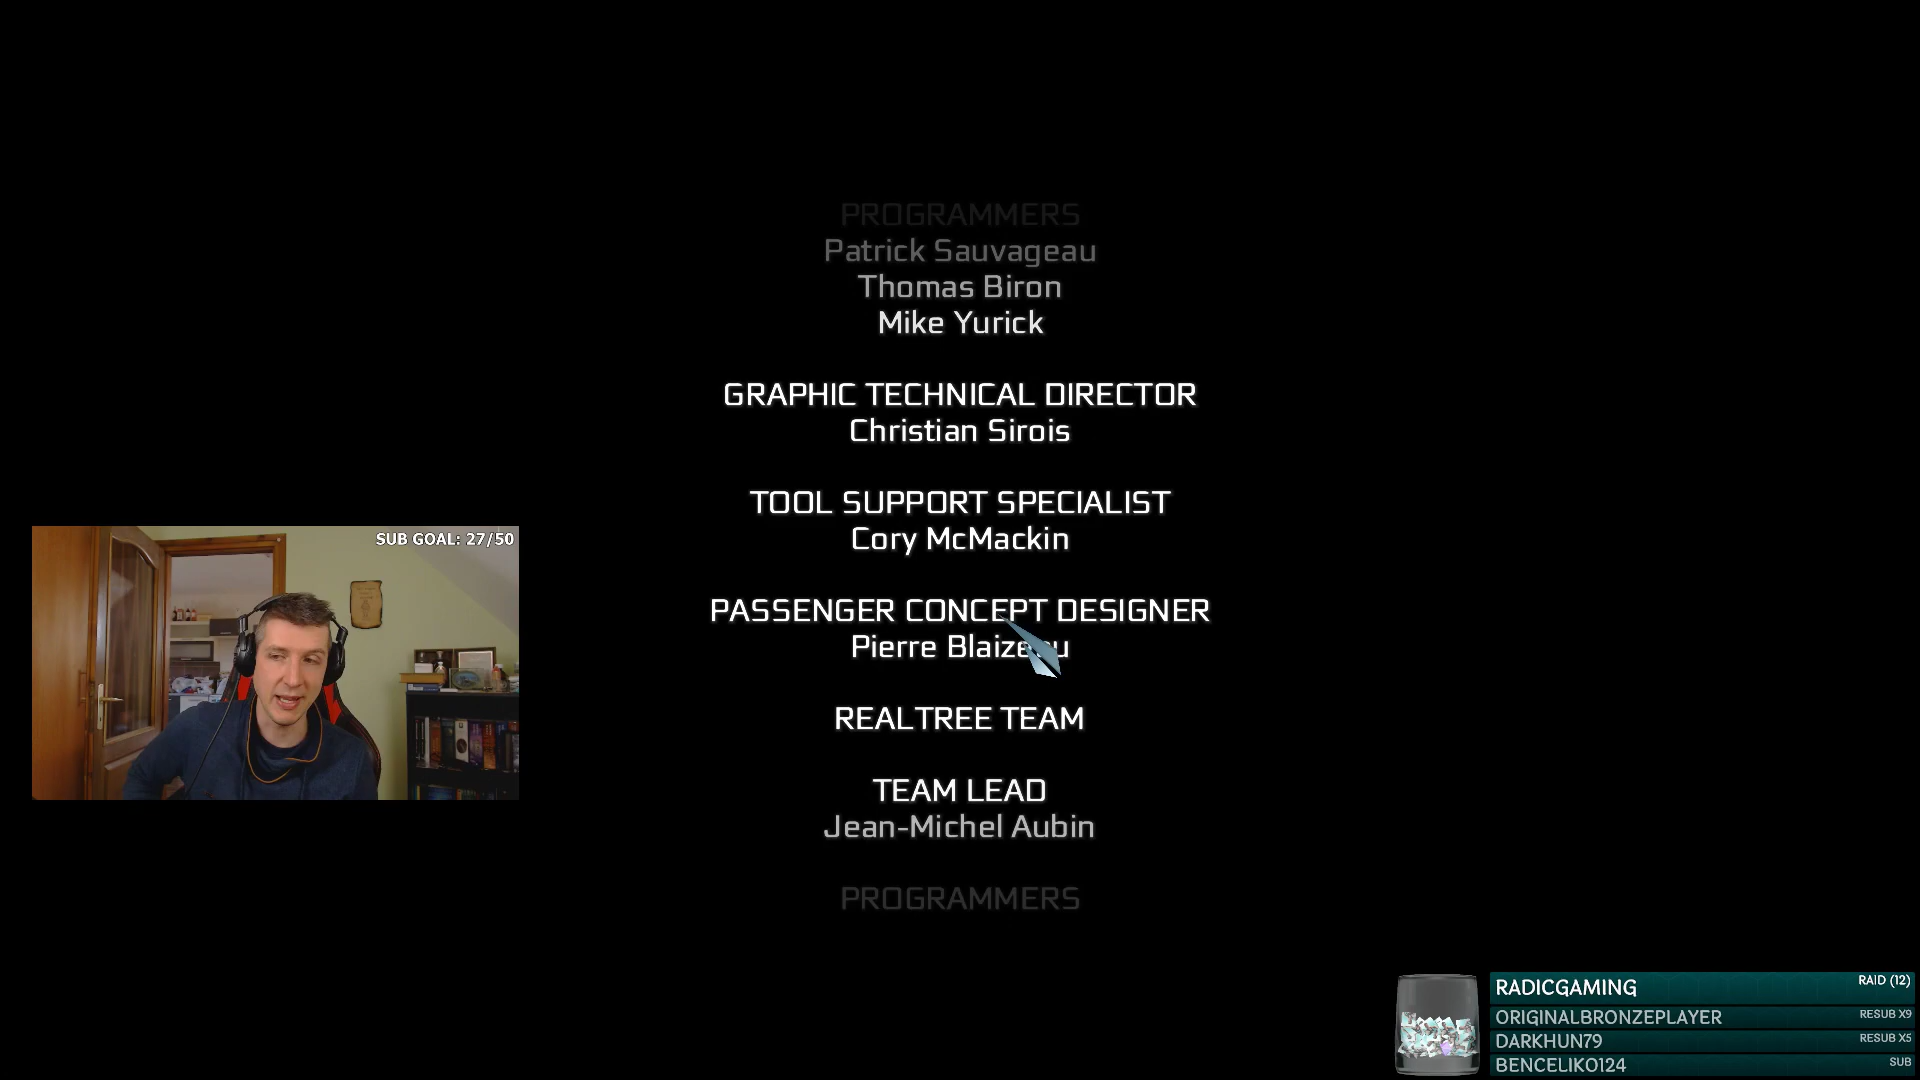 PROGRAMMERS
Patrick Sauvageau
Thomas Biron
Mike Yurick
GRAPHIC TECHNICAL DIRECTOR
Christian Sirois
TOOL SUPPORT SPECIALIST
Cory McMackin
PASSENGER CONCEPT DESIGNER
Pierre Blaizeau
REALTREE TEAM
TEAM LEAD
Jean-Michel Aubin
PROGRAMMERS
SUB GOAL: 27/50
RADICGAMING RAID (12)
ORIGINALBRONZEPLAYER RESUB X9
DARKHUN79 RESUB X5
BENCELIKO124 SUB